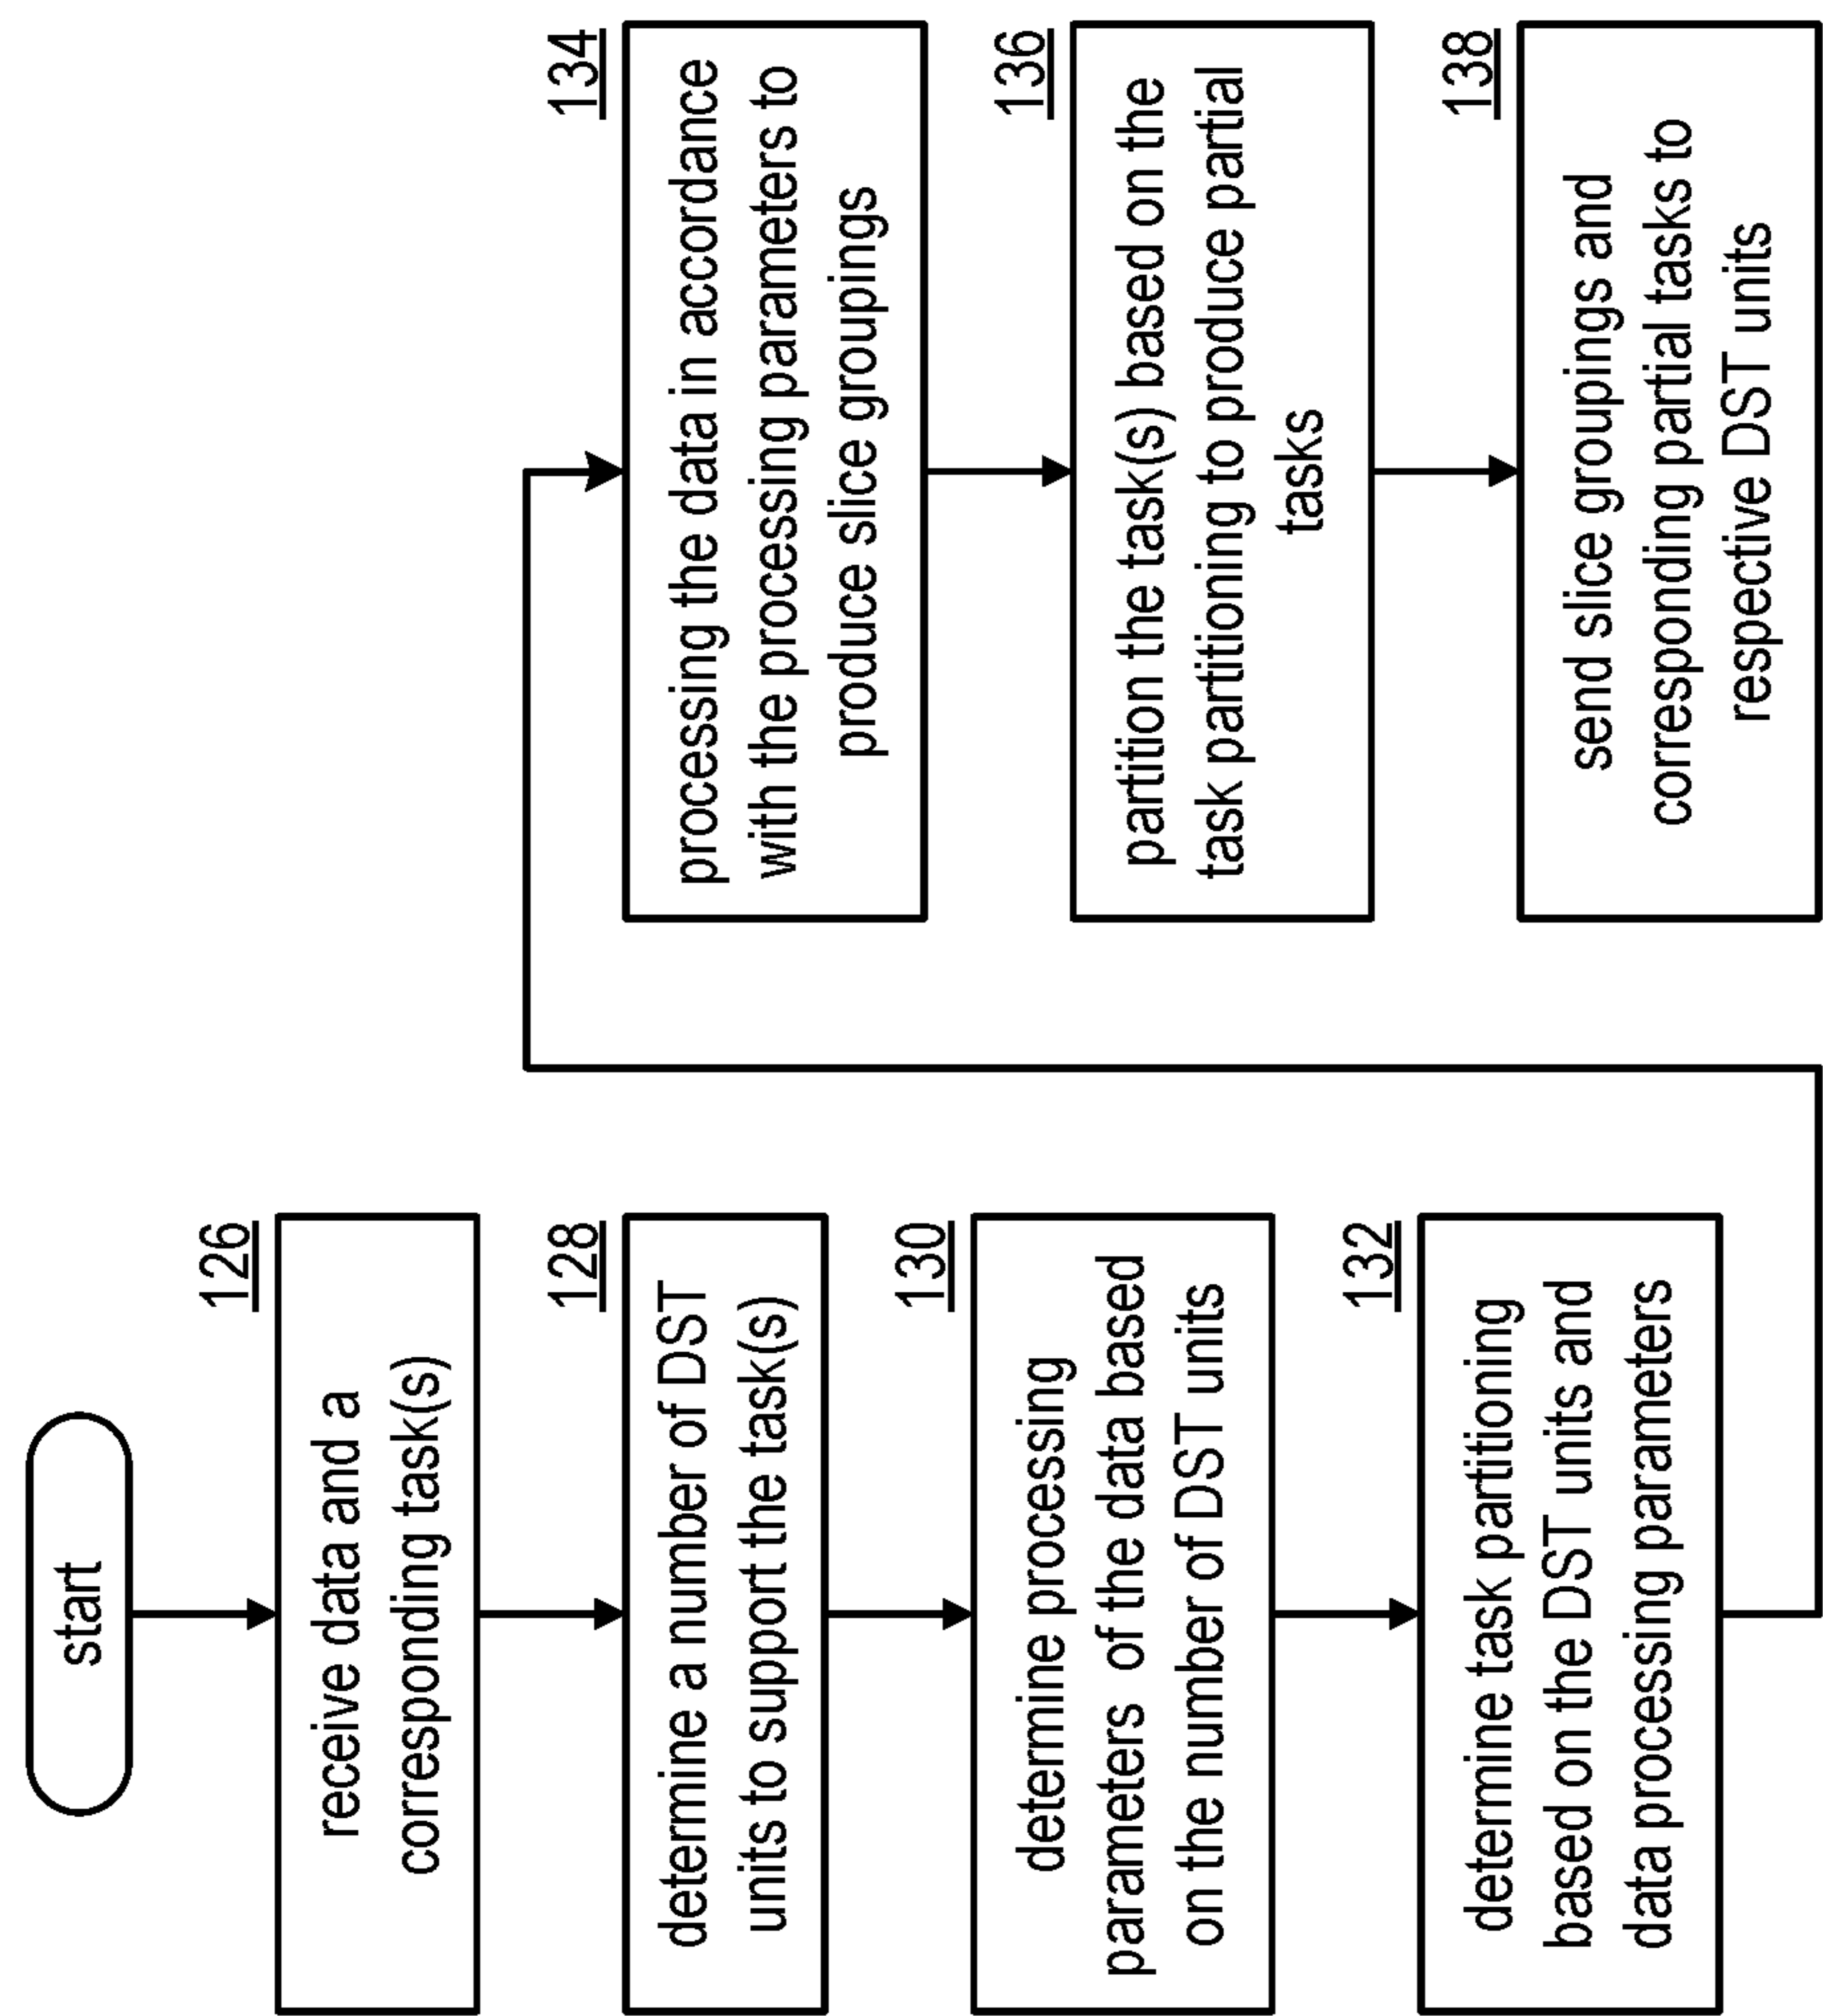 start
126
receive data and a
corresponding task(s)
128
determine a number of DST
units to support the task(s)
130
determine processing
parameters of the data based
on the number of DST units
132
determine task partitioning
based on the DST units and
data processing parameters
134
processing the data in accordance
with the processing parameters to
produce slice groupings
136
partition the task(s) based on the
task partitioning to produce partial
tasks
138
send slice groupings and
corresponding partial tasks to
respective DST units